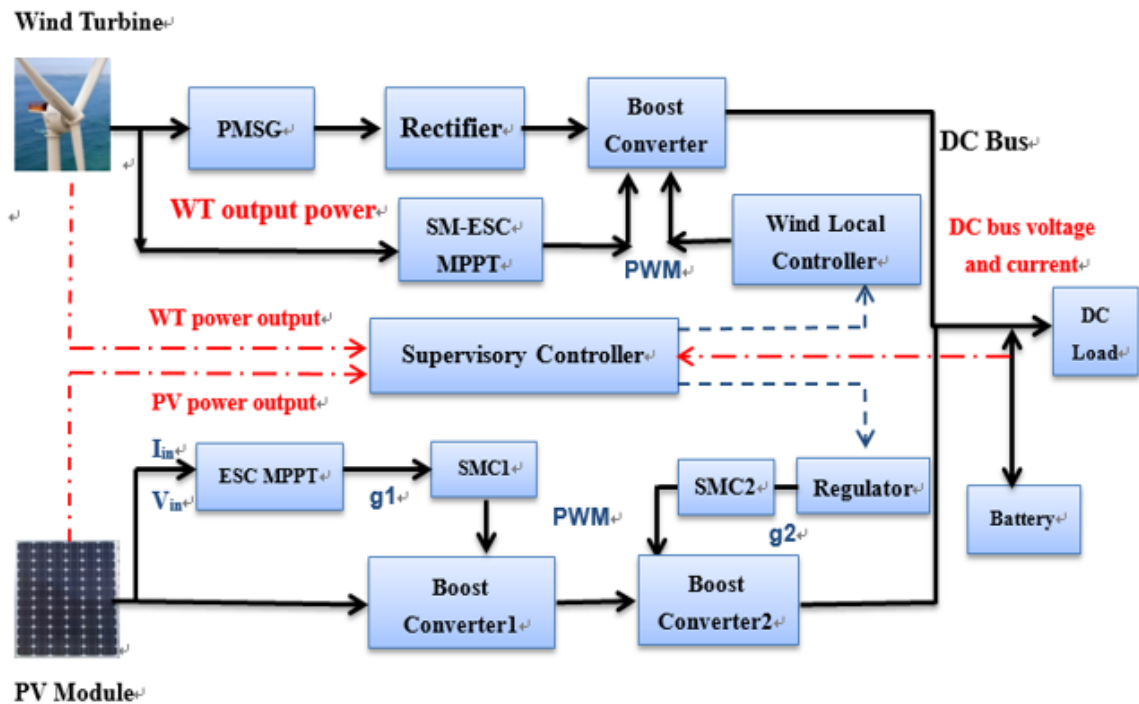 Wind Turbine
PMSG
Rectifier
Boost
Converter
DC Bus
WT output power
SM-ESC
MPPT
PWM
Wind Local
Controller
DC bus voltage
and current
WT power output
Supervisory Controller
DC
Load
PV power output
Iin
Vin
ESC MPPT
g1
SMC1
PWM
SMC2
g2
Regulator
Battery
Boost
Converter1
Boost
Converter2
PV Module